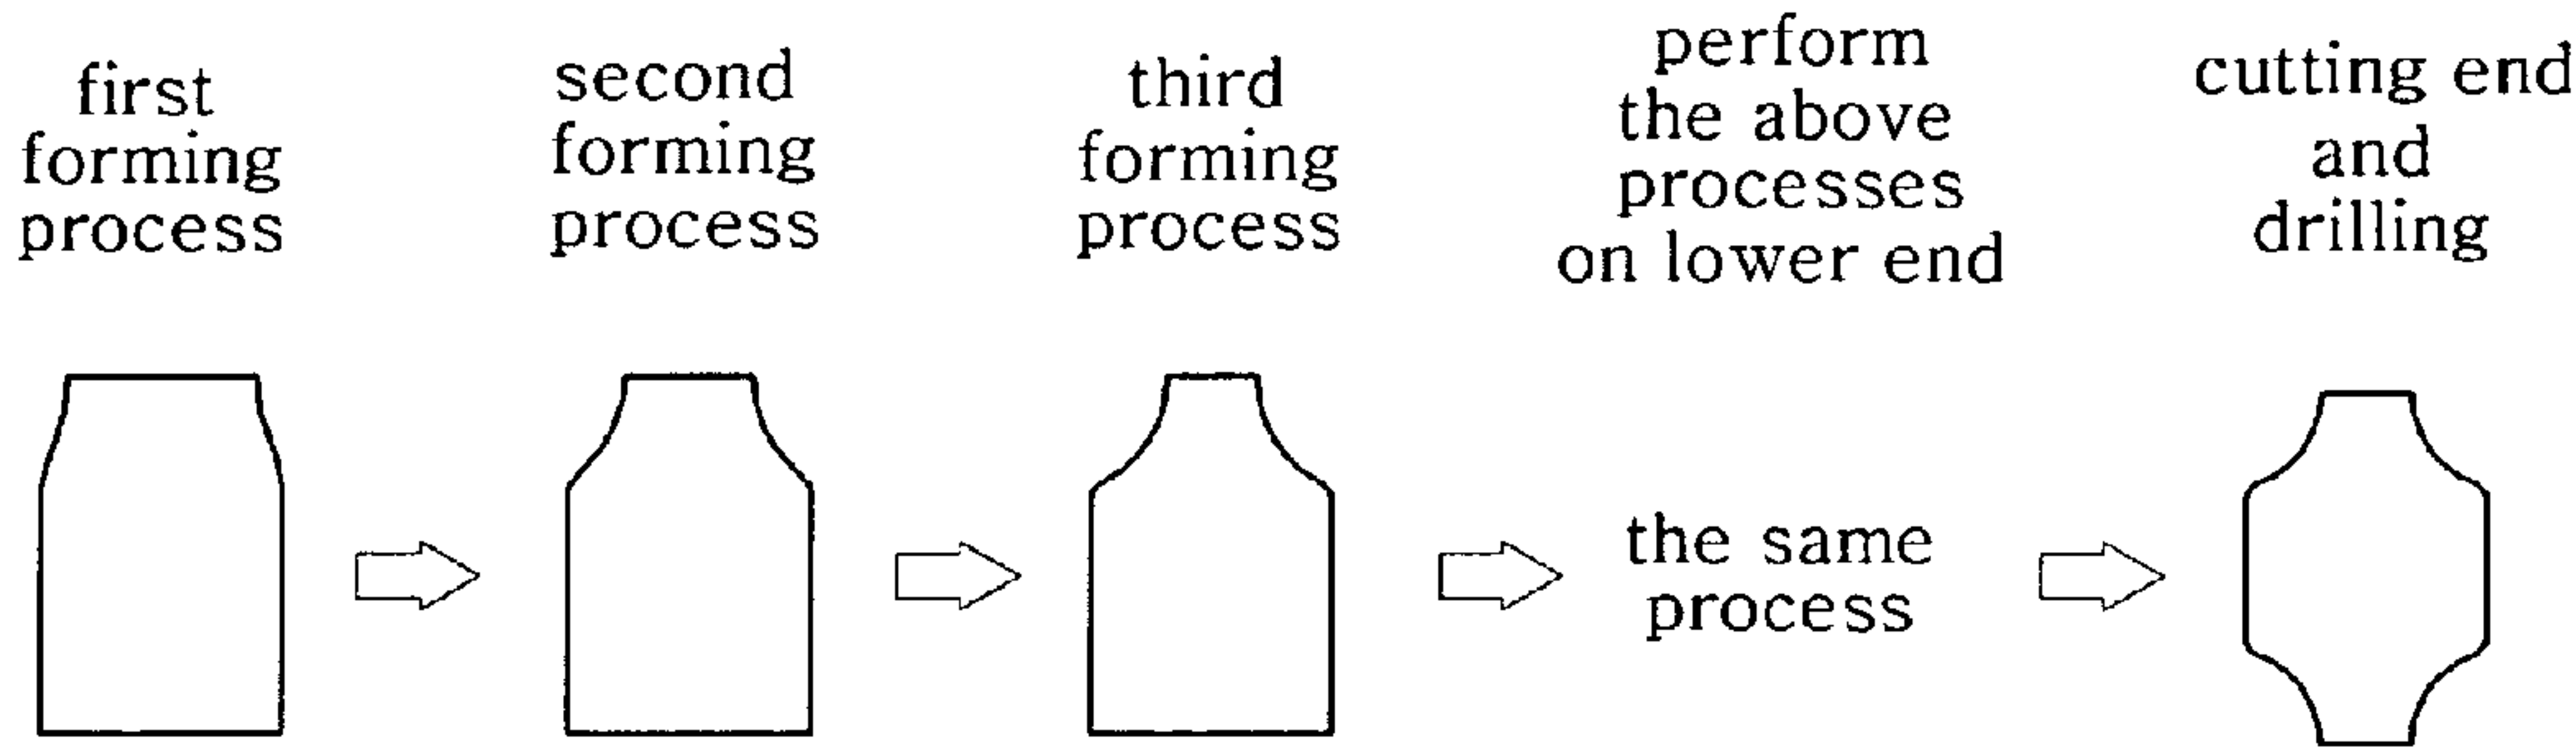 first
forming
process
second
forming
process
third
forming
process
perform
the above
processes
on lower end
cutting end
and
drilling
the same
process